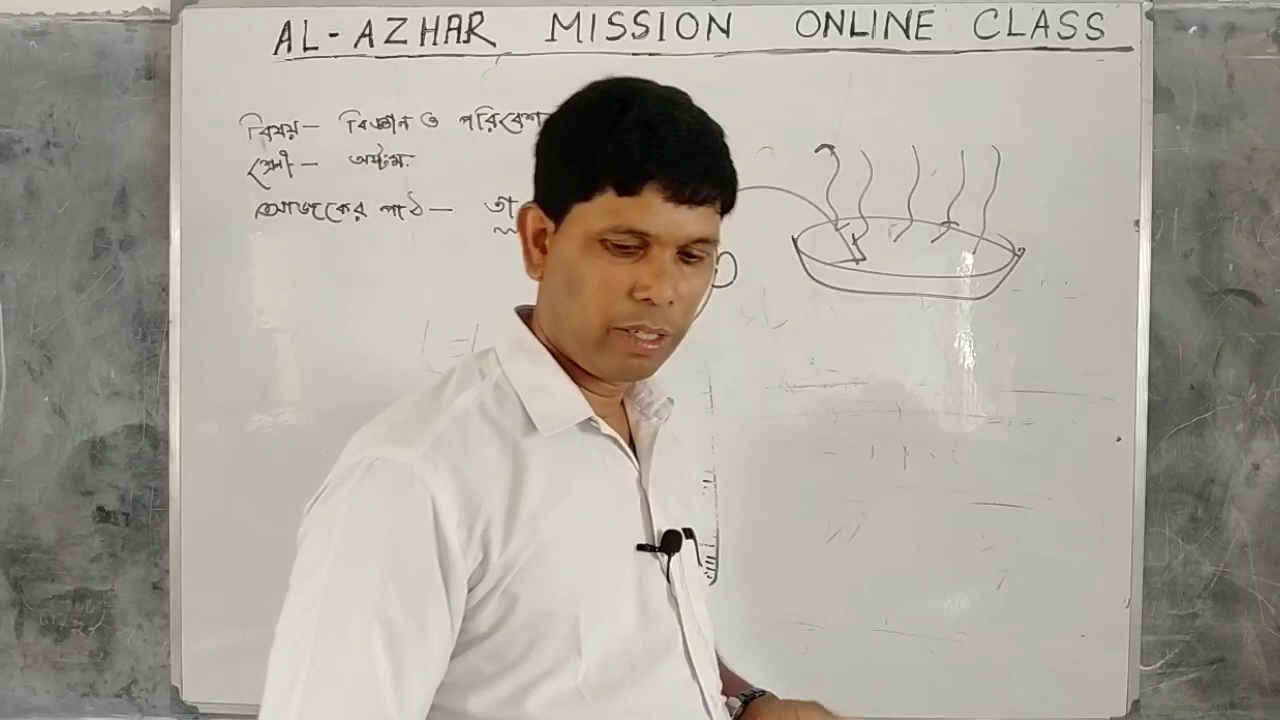 AL-AZHAR MISSION ONLINE CLASS
বিষয় — বিজ্ঞান ও পরিবেশ
শ্রেণী — অষ্টম
আজকের পাঠ — তা